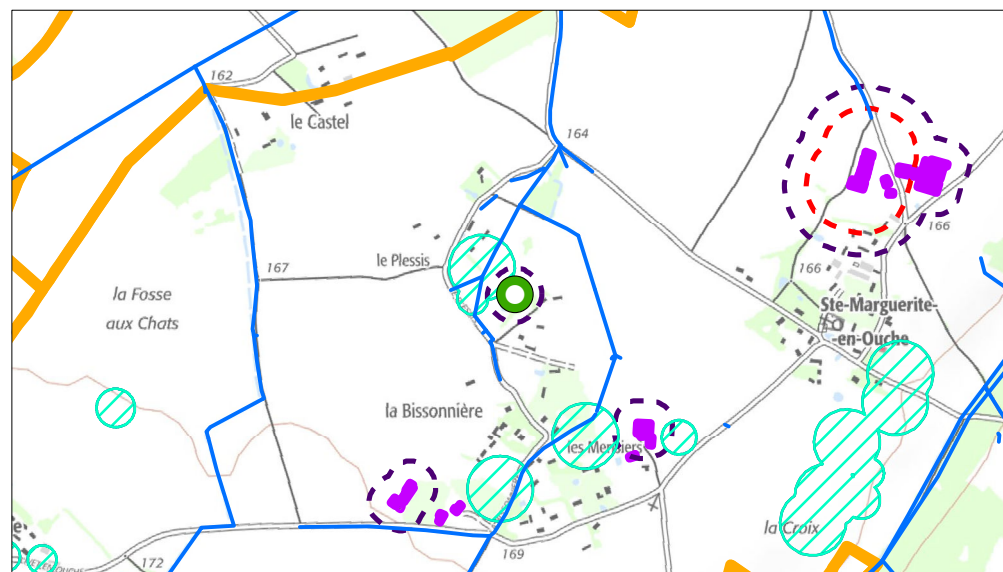 162
le Castel
164
166
le Plessis
167
166
la Fosse
aux Chats
Ste-Marguerite-
-en-Ouche
la Bissonnière
les Merisiers
la Croix
169
172